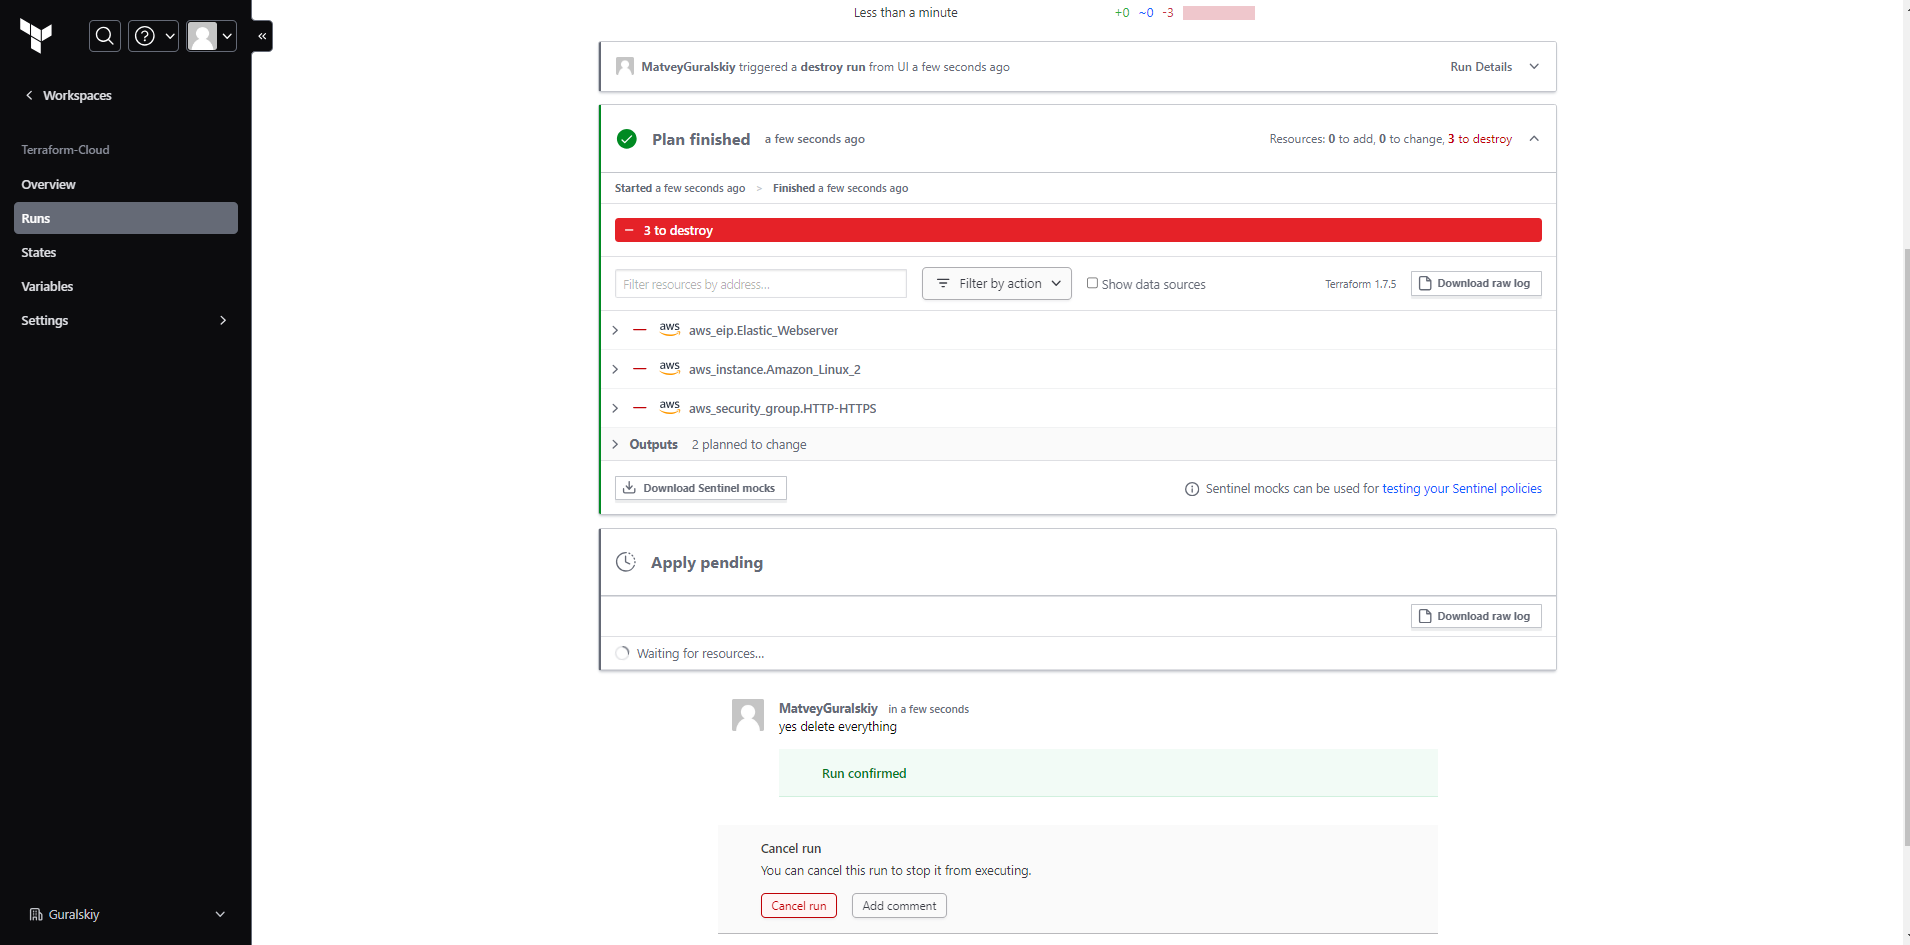 Workspaces
Terraform-Cloud
Overview
Runs
States
Variables
Settings
Guralskiy
Less than a minute
+0 ~0 -3
MatveyGuralskiy triggered a destroy run from UI a few seconds ago
Run Details
Plan finished a few seconds ago
Resources: 0 to add, 0 to change, 3 to destroy
Started a few seconds ago > Finished a few seconds ago
− 3 to destroy
Filter resources by address...
Filter by action
Show data sources
Terraform 1.7.5
Download raw log
aws aws_eip.Elastic_Webserver
aws aws_instance.Amazon_Linux_2
aws aws_security_group.HTTP-HTTPS
Outputs 2 planned to change
Download Sentinel mocks
Sentinel mocks can be used for testing your Sentinel policies
Apply pending
Download raw log
Waiting for resources...
MatveyGuralskiy in a few seconds
yes delete everything
Run confirmed
Cancel run
You can cancel this run to stop it from executing.
Cancel run
Add comment